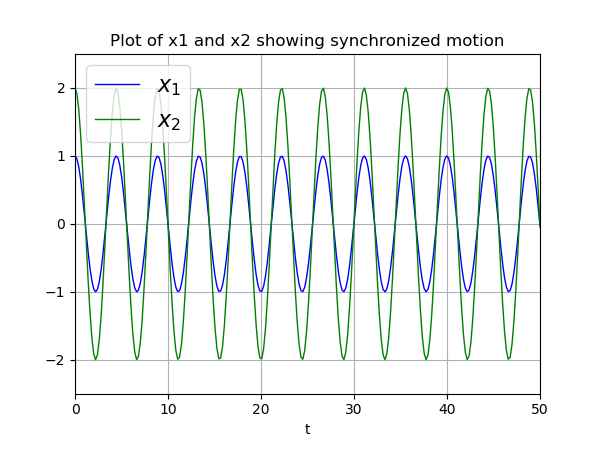 Plot of x1 and x2 showing synchronized motion
x₁
x₂
2
1
0
−1
−2
0 10 20 30 40 50
t